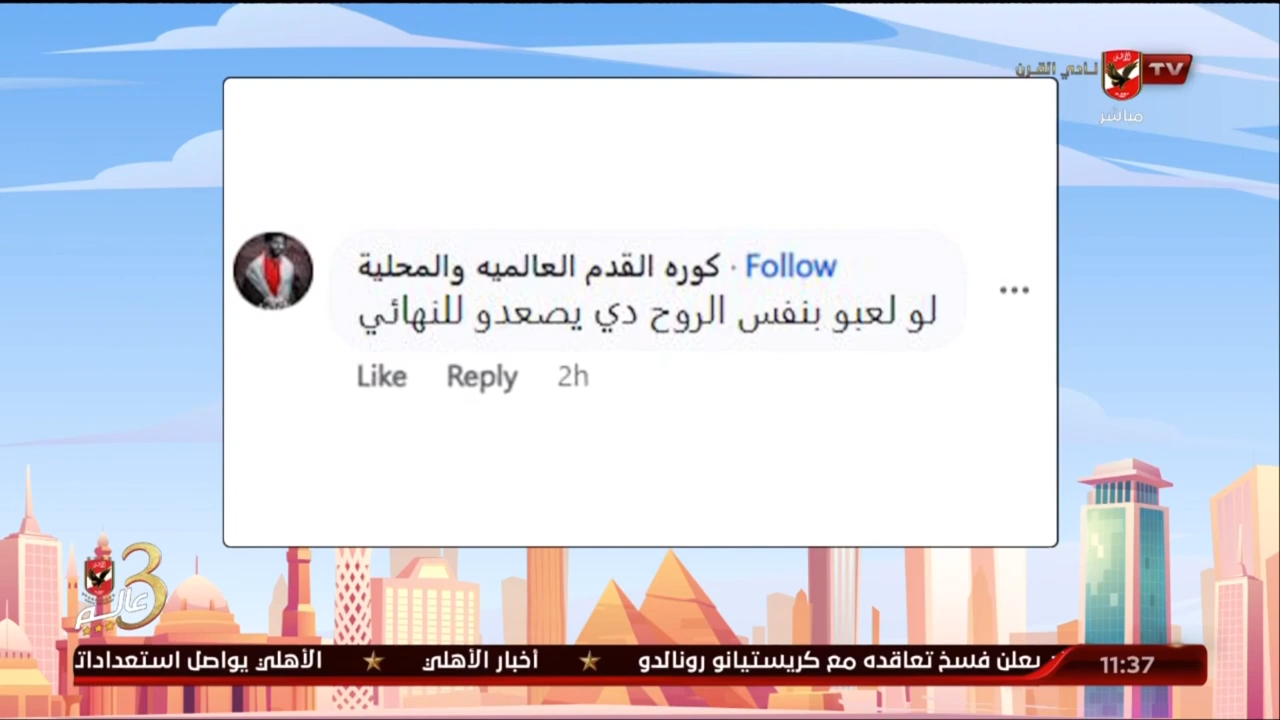 نادي القرن
TV
مباشر
كوره القدم العالميه والمحلية · Follow
لو لعبو بنفس الروح دي يصعدو للنهائي
Like Reply 2h
3
عالم
يعلن فسخ تعاقده مع كريستيانو رونالدو ★ أخبار الأهلي ★ الأهلي يواصل
11:37